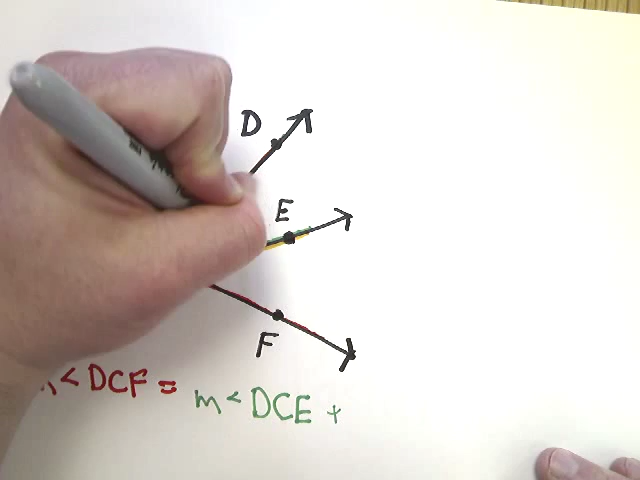 D
E
F
< DCF = m < DCE +